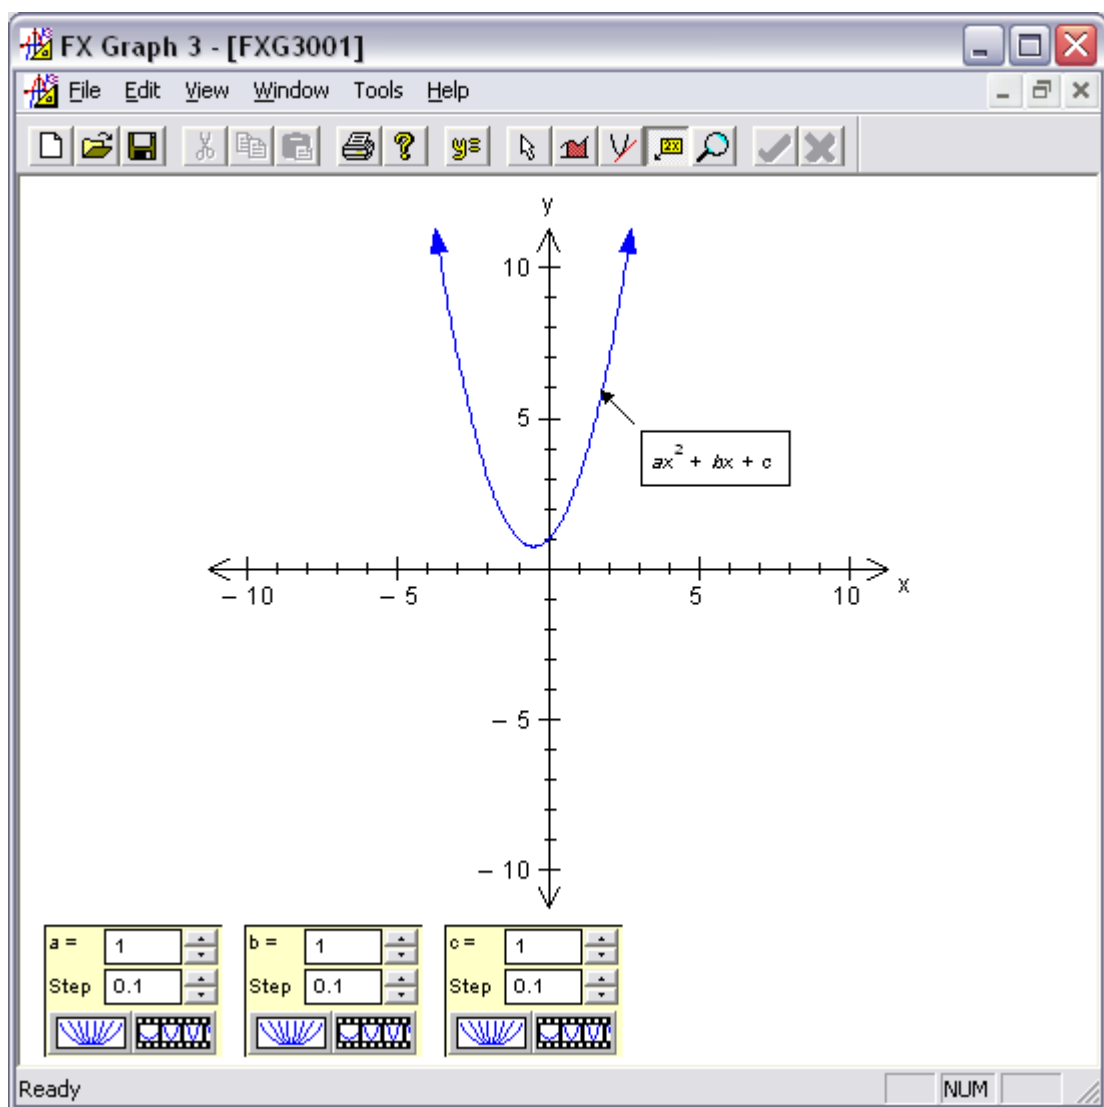 FX Graph 3 - [FXG3001]
File Edit View Window Tools Help
y= 2x
y
10
5
ax² + bx + c
– 10 – 5 5 10 x
– 5
– 10
a = 1 b = 1 c = 1
Step 0.1 Step 0.1 Step 0.1
Ready NUM